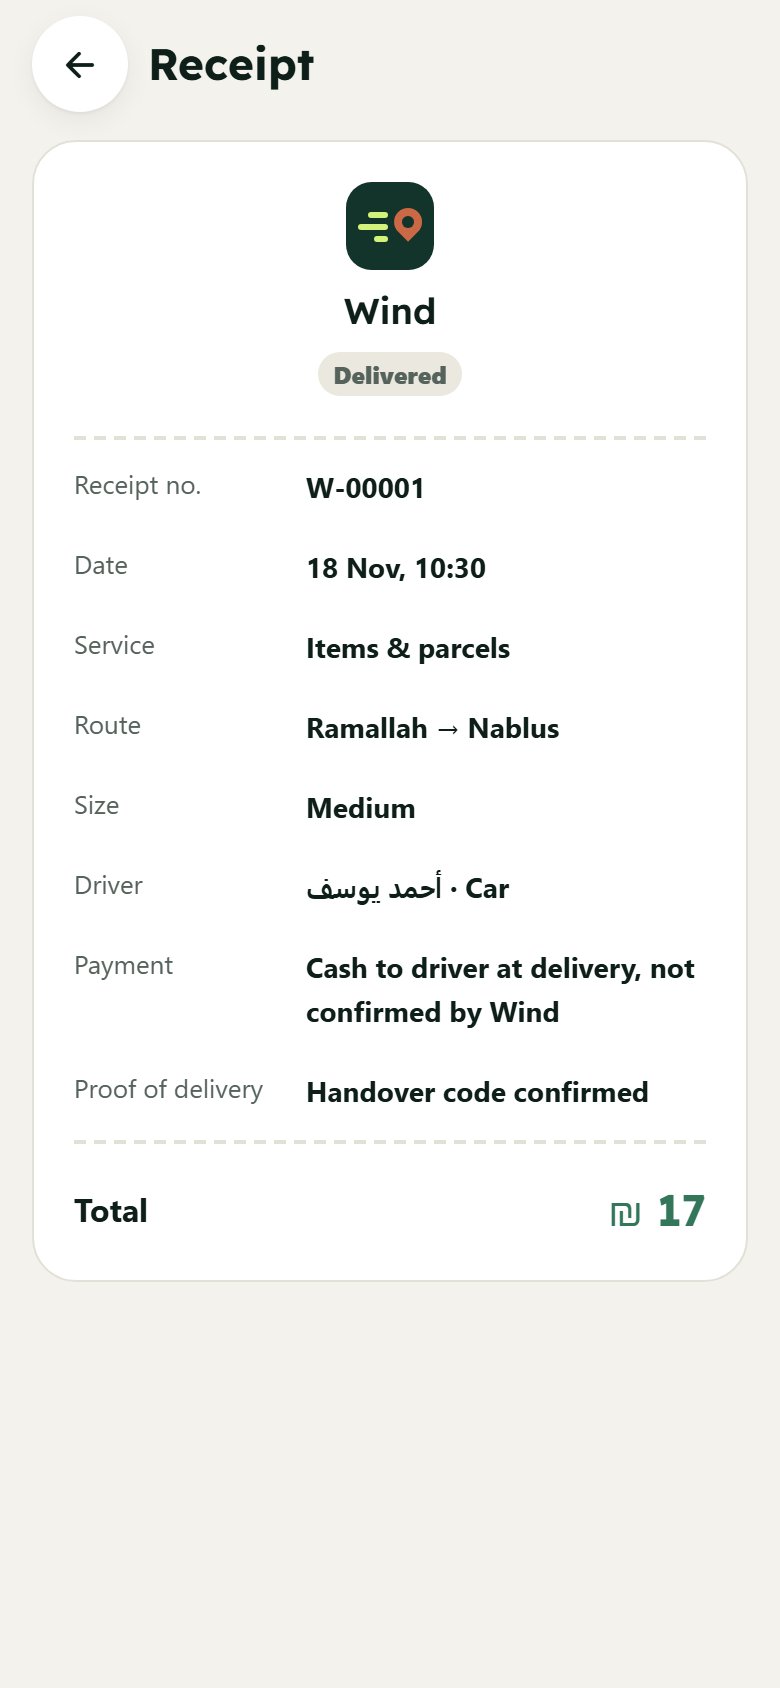 Receipt
Wind
Delivered
Receipt no. W-00001
Date 18 Nov, 10:30
Service Items & parcels
Route Ramallah → Nablus
Size Medium
Driver أحمد يوسف · Car
Payment Cash to driver at delivery, not
confirmed by Wind
Proof of delivery Handover code confirmed
Total ₪ 17